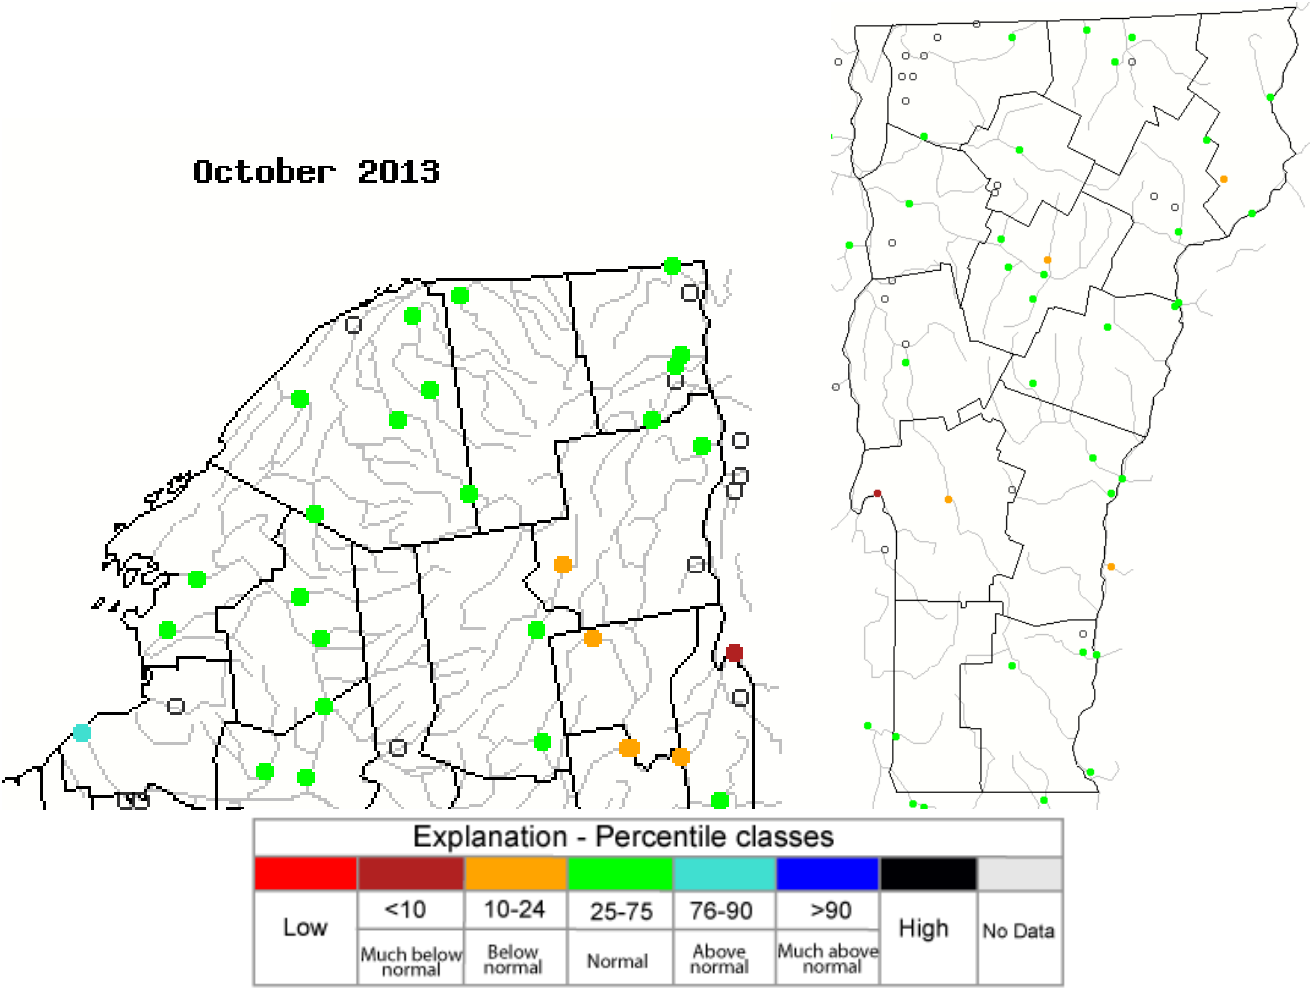 October 2013
Explanation - Percentile classes
Low <10 10-24 25-75 76-90 >90 High No Data
Much below normal Below normal Normal Above normal Much above normal